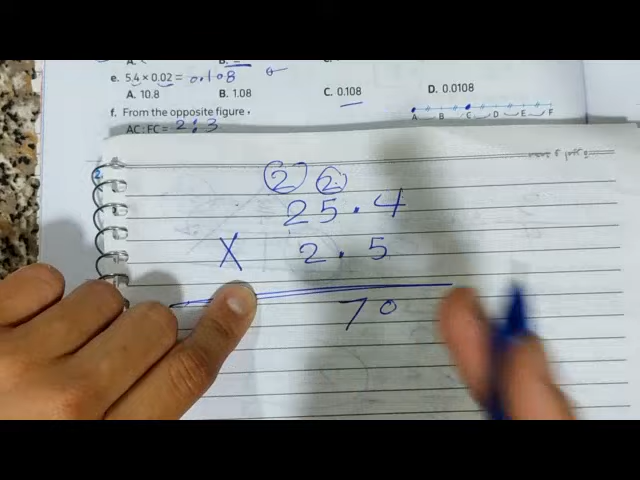 e. 5.4 × 0.02 = 0.108
A. 10.8 B. 1.08 C. 0.108 D. 0.0108
f. From the opposite figure,
A B C D E F
AC : FC = 2 : 3
2 2
25.4
X 2.5
70